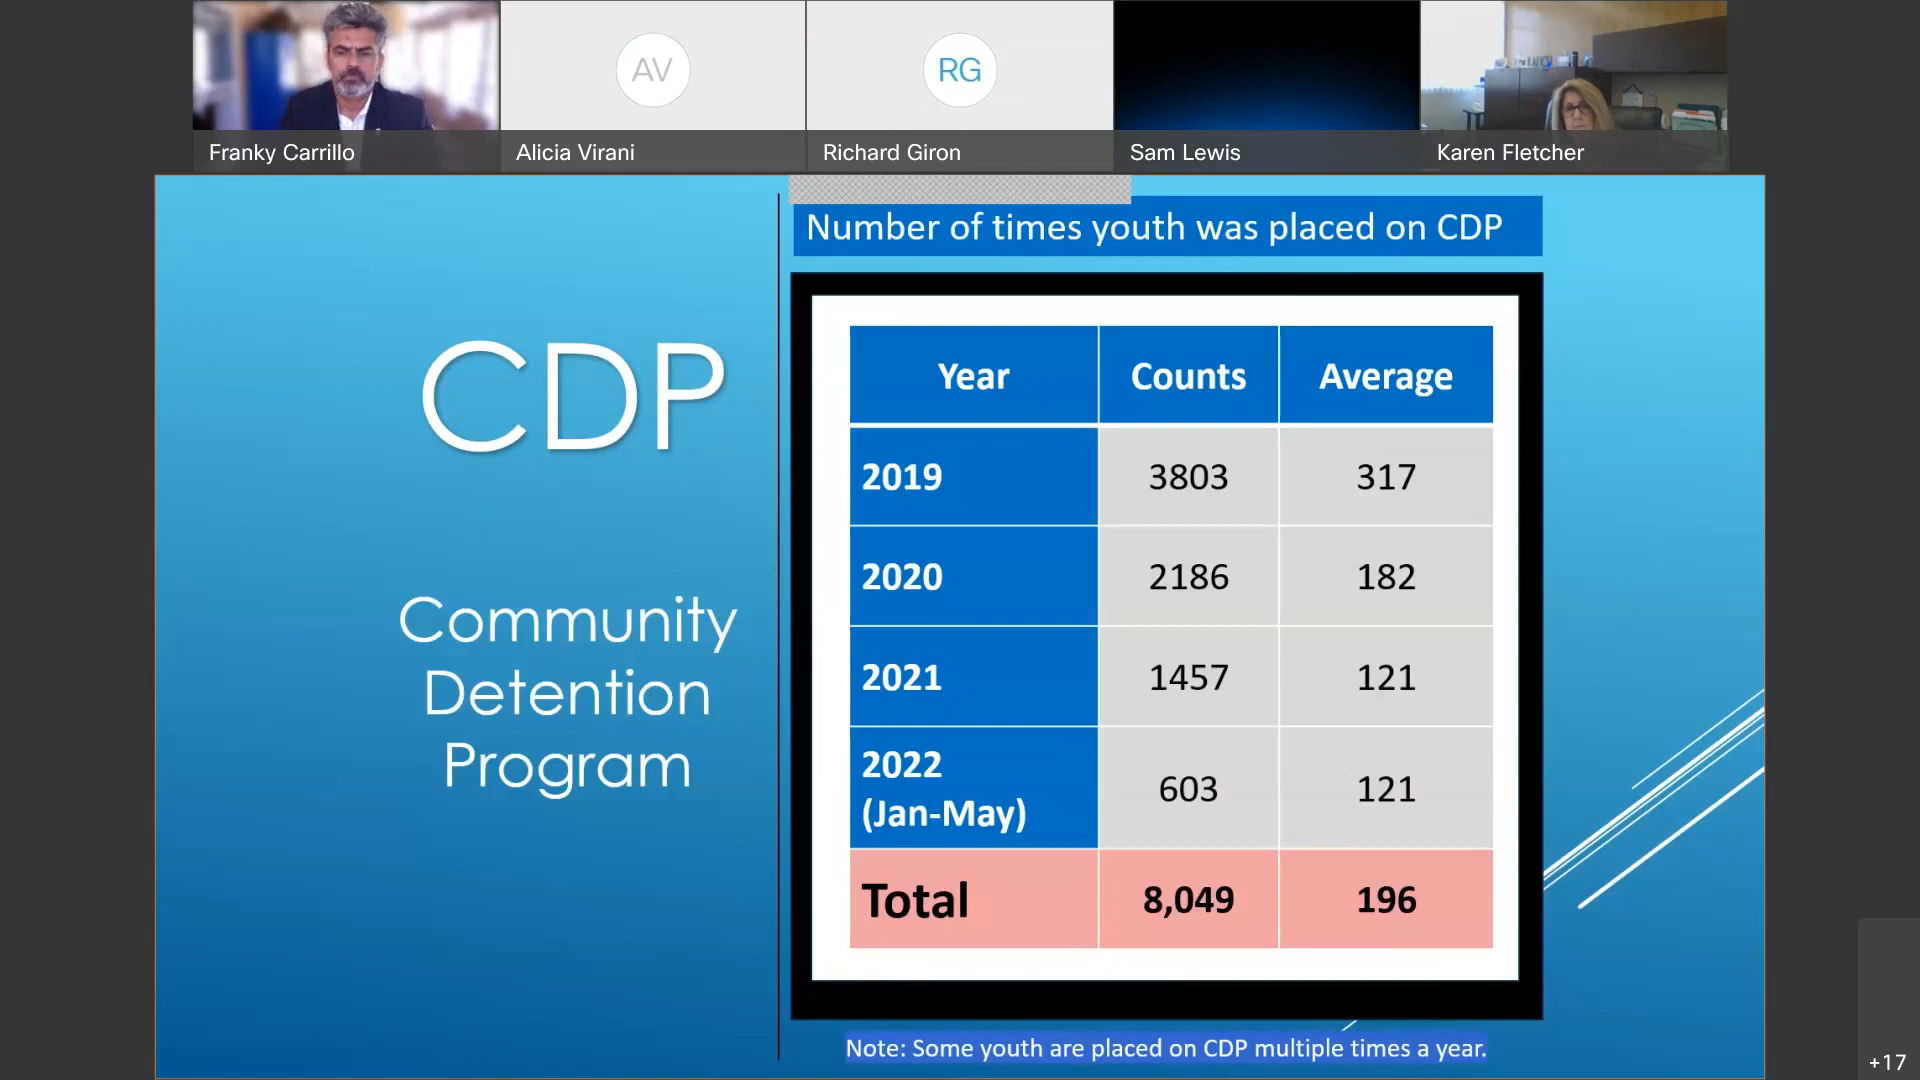 AV
RG
Franky Carrillo
Alicia Virani
Richard Giron
Sam Lewis
Karen Fletcher
Number of times youth was placed on CDP
CDP
Community
Detention
Program
Year Counts Average
2019 3803 317
2020 2186 182
2021 1457 121
2022
(Jan-May) 603 121
Total 8,049 196
Note: Some youth are placed on CDP multiple times a year.
+17